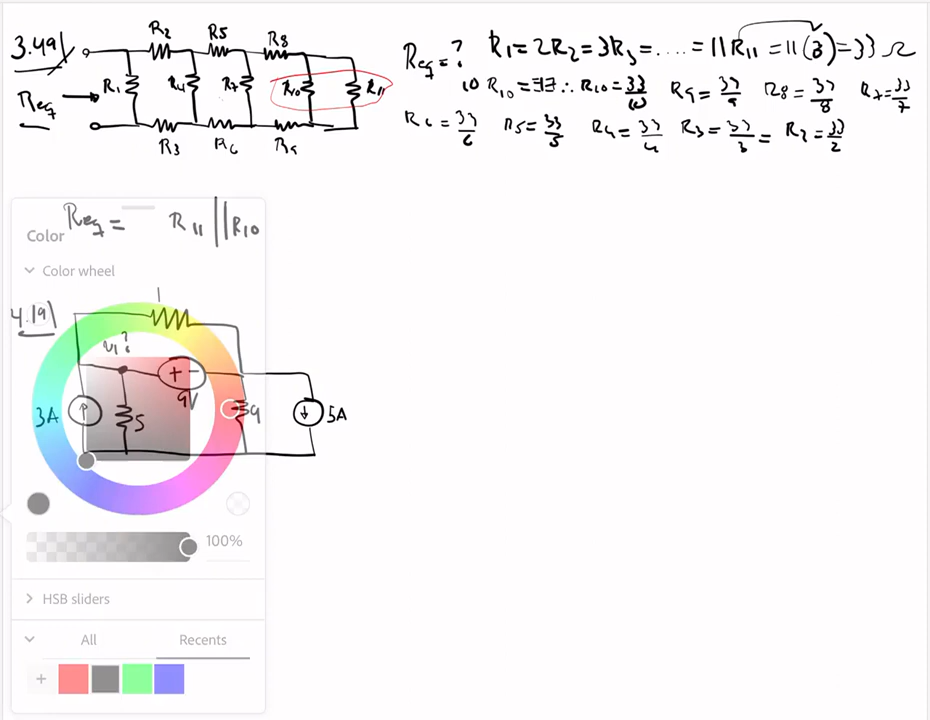 3.49
R2 R5 R8
Req = ? R1 = 2R2 = 3R3 = .... = 11R11 = 11(3) = 33 Ω
Req → R1 R4 R7 R10 R11
10 R10 = 33 ∴ R10 = 33/10 R9 = 33/9 R8 = 33/8 R7 = 33/7
R3 R6 R9
R6 = 33/6 R5 = 33/5 R4 = 33/4 R3 = 33/3 = R2 = 33/2
Req = R11 || R10
Color
Color wheel
4.19 1
v1?
+ −
9V
3A 5 9 5A
100%
HSB sliders
All Recents
+